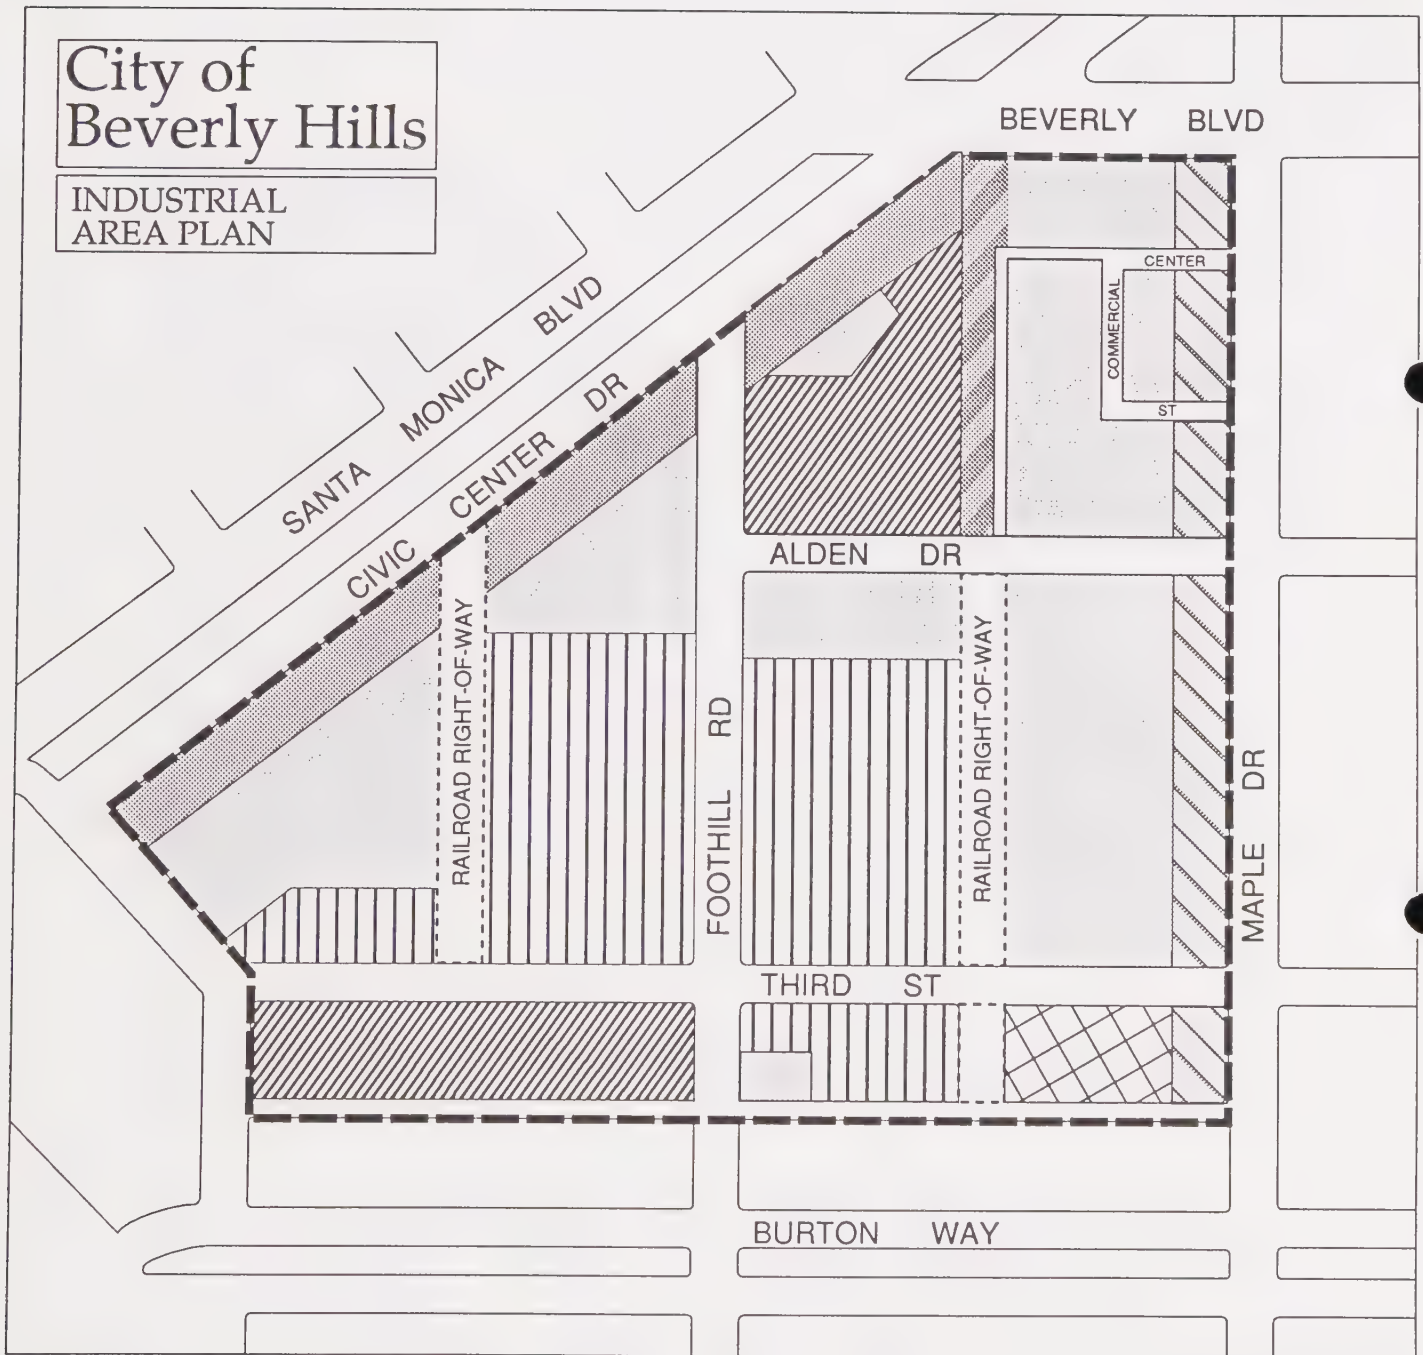 City of
Beverly Hills
INDUSTRIAL
AREA PLAN
BEVERLY BLVD
CENTER
COMMERCIAL
ST
SANTA MONICA BLVD
CIVIC CENTER DR
ALDEN DR
RAILROAD RIGHT-OF-WAY
FOOTHILL RD
RAILROAD RIGHT-OF-WAY
MAPLE DR
THIRD ST
BURTON WAY